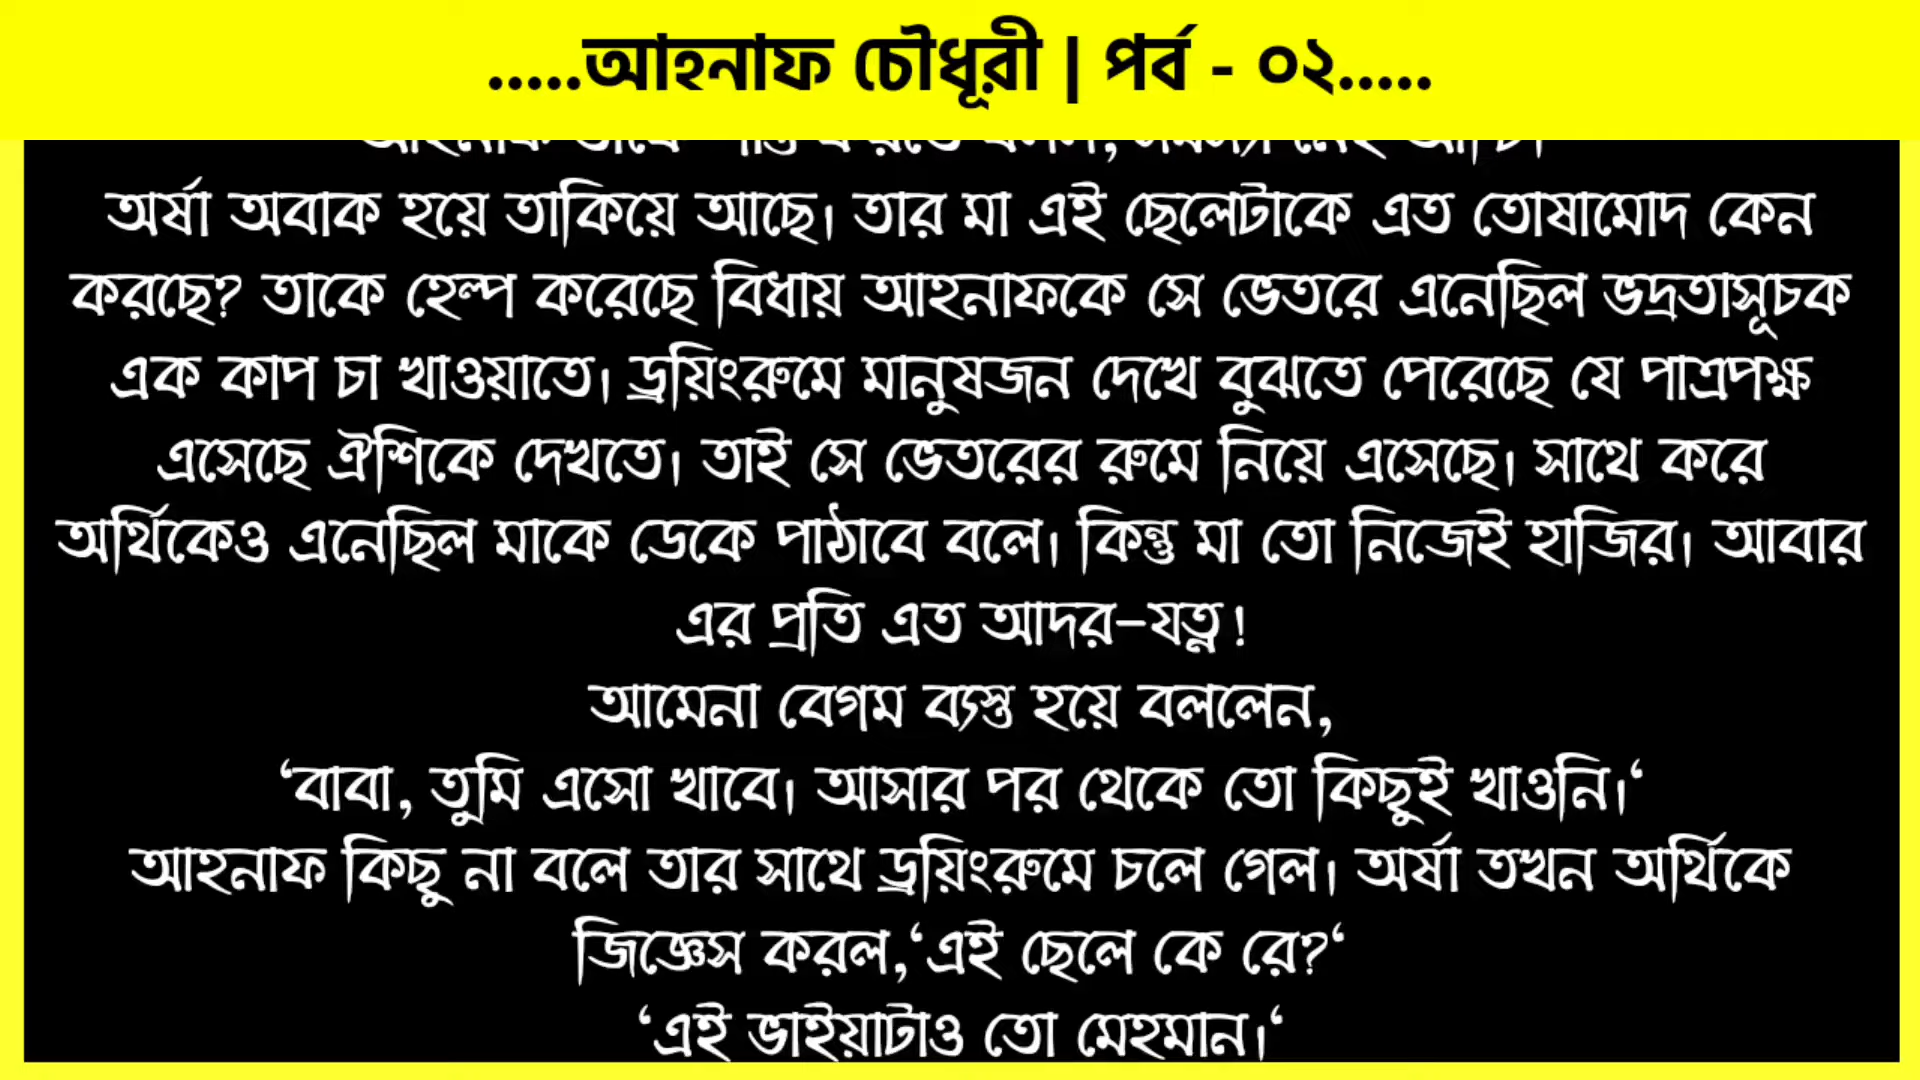 .....আহনাফ চৌধূরী | পর্ব - ০২.....
অর্ষা অবাক হয়ে তাকিয়ে আছে। তার মা এই ছেলেটাকে এত তোষামোদ কেন
করছে? তাকে হেল্প করেছে বিধায় আহনাফকে সে ভেতরে এনেছিল ভদ্রতাসূচক
এক কাপ চা খাওয়াতে। ড্রয়িংরুমে মানুষজন দেখে বুঝতে পেরেছে যে পাত্রপক্ষ
এসেছে ঐশিকে দেখতে। তাই সে ভেতরের রুমে নিয়ে এসেছে। সাথে করে
অর্থিকেও এনেছিল মাকে ডেকে পাঠাবে বলে। কিন্তু মা তো নিজেই হাজির। আবার
এর প্রতি এত আদর-যত্ন!
আমেনা বেগম ব্যস্ত হয়ে বললেন,
‘বাবা, তুমি এসো খাবে। আসার পর থেকে তো কিছুই খাওনি।‘
আহনাফ কিছু না বলে তার সাথে ড্রয়িংরুমে চলে গেল। অর্ষা তখন অর্থিকে
জিজ্ঞেস করল,‘এই ছেলে কে রে?‘
‘এই ভাইয়াটাও তো মেহমান।‘